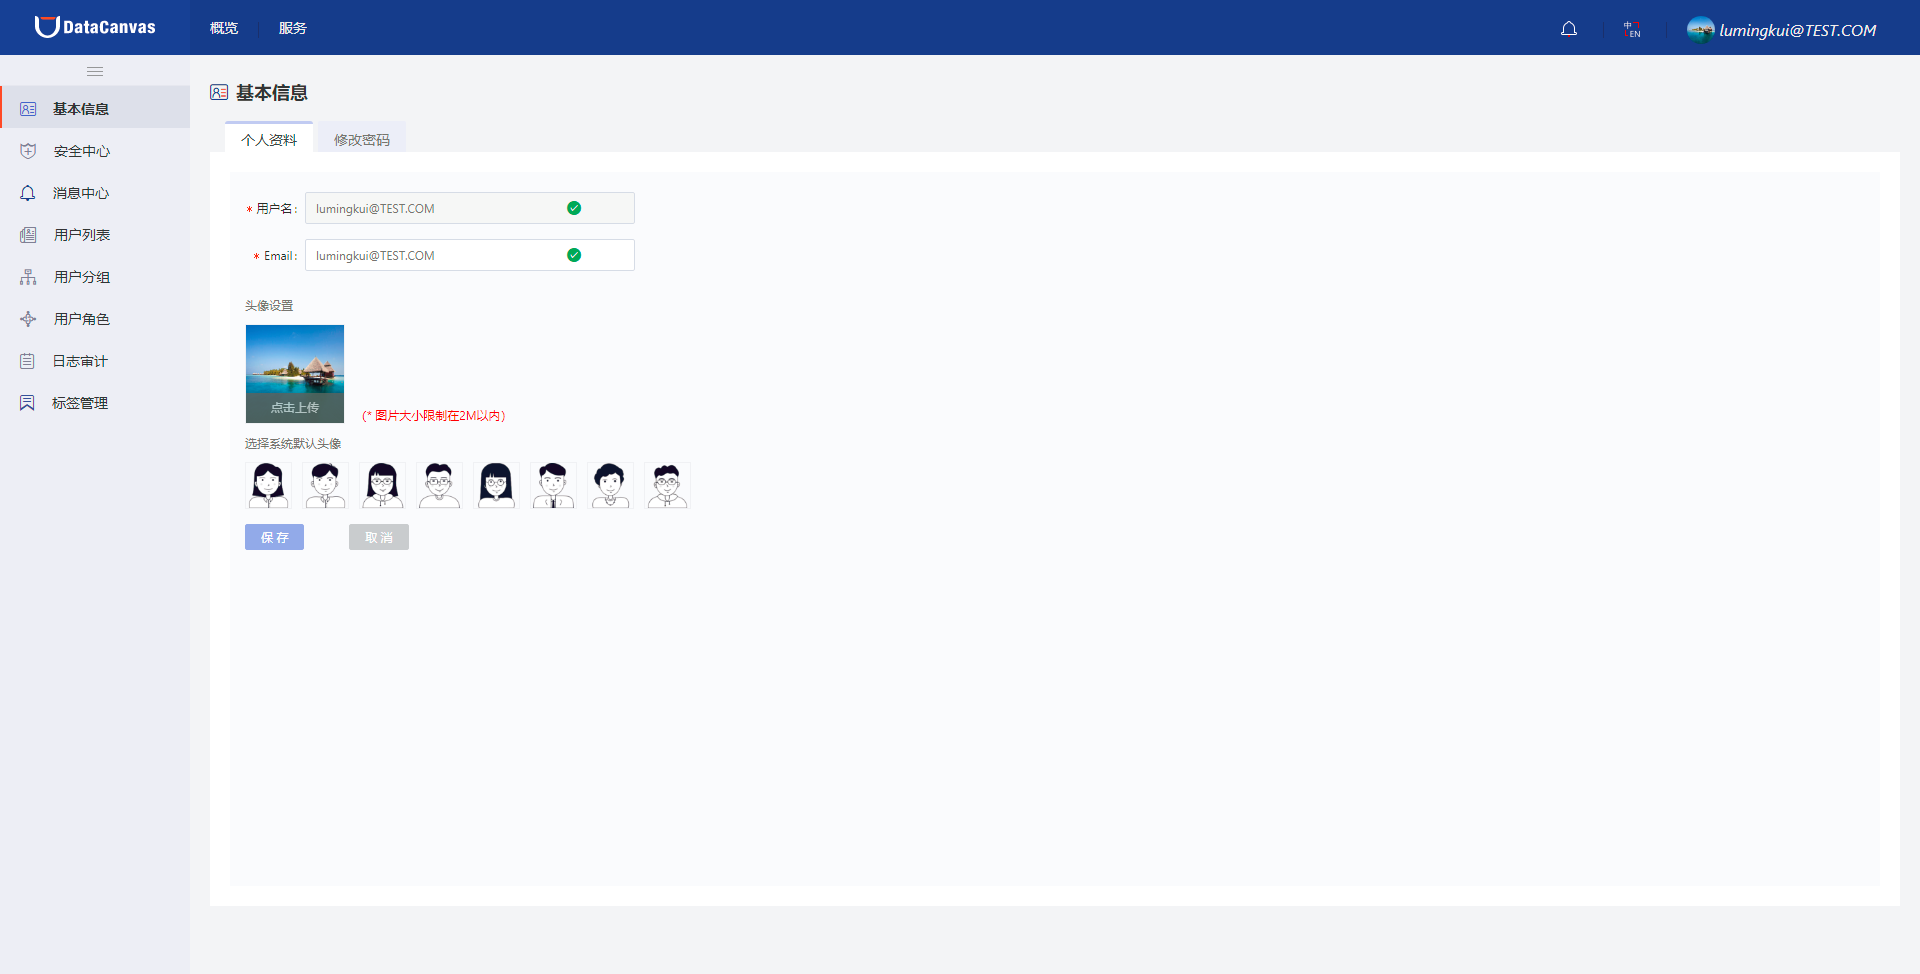 DataCanvas
概览
服务
中
EN
lumingkui@TEST.COM
基本信息
安全中心
消息中心
用户列表
用户分组
用户角色
日志审计
标签管理
基本信息
个人资料
修改密码
* 用户名: lumingkui@TEST.COM
* Email: lumingkui@TEST.COM
头像设置
点击上传
(* 图片大小限制在2M以内)
选择系统默认头像
保存
取消